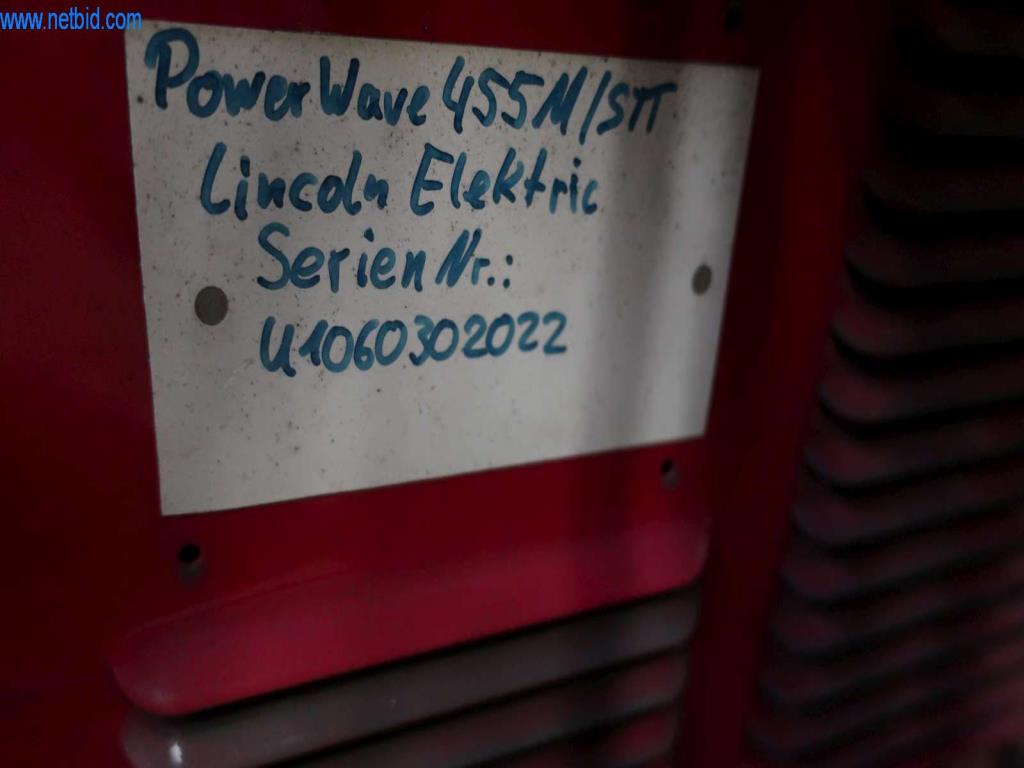 www.netbid.com
PowerWave 455M/STT
Lincoln Elektric
Serien Nr.:
U1060302022